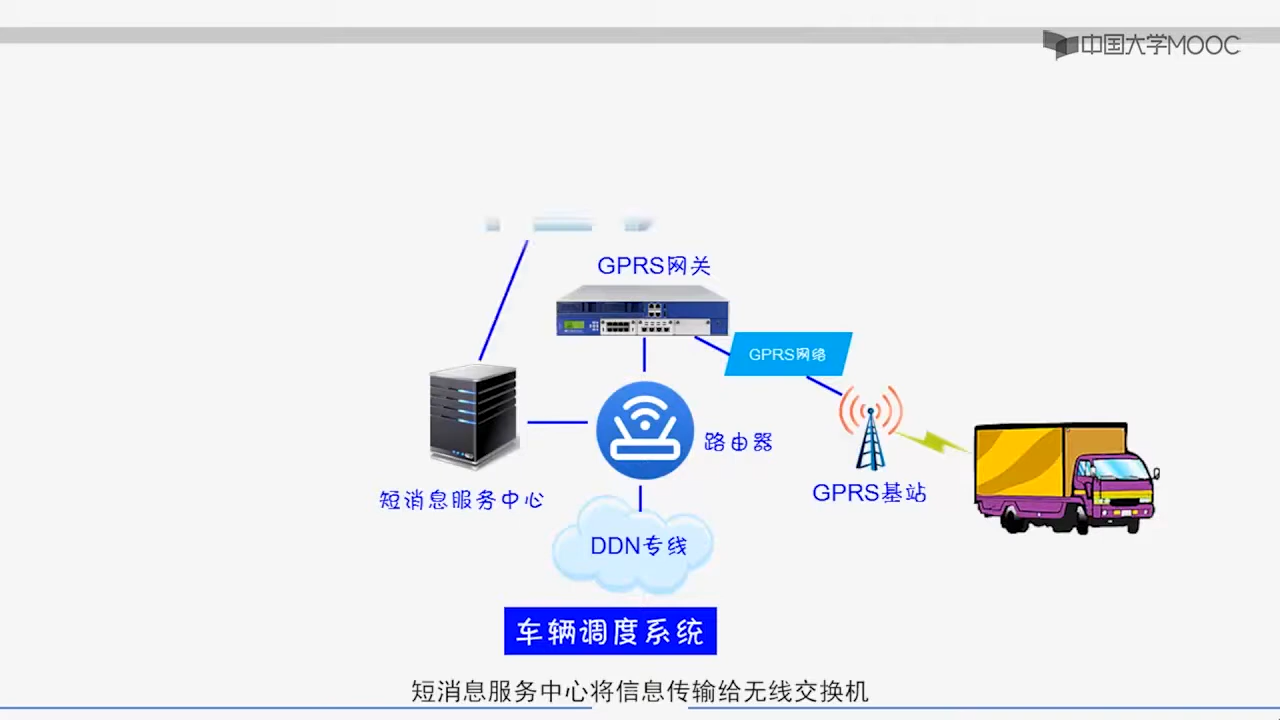 中国大学MOOC
GPRS网关
GPRS网络
路由器
GPRS基站
短消息服务中心
DDN专线
车辆调度系统
短消息服务中心将信息传输给无线交换机